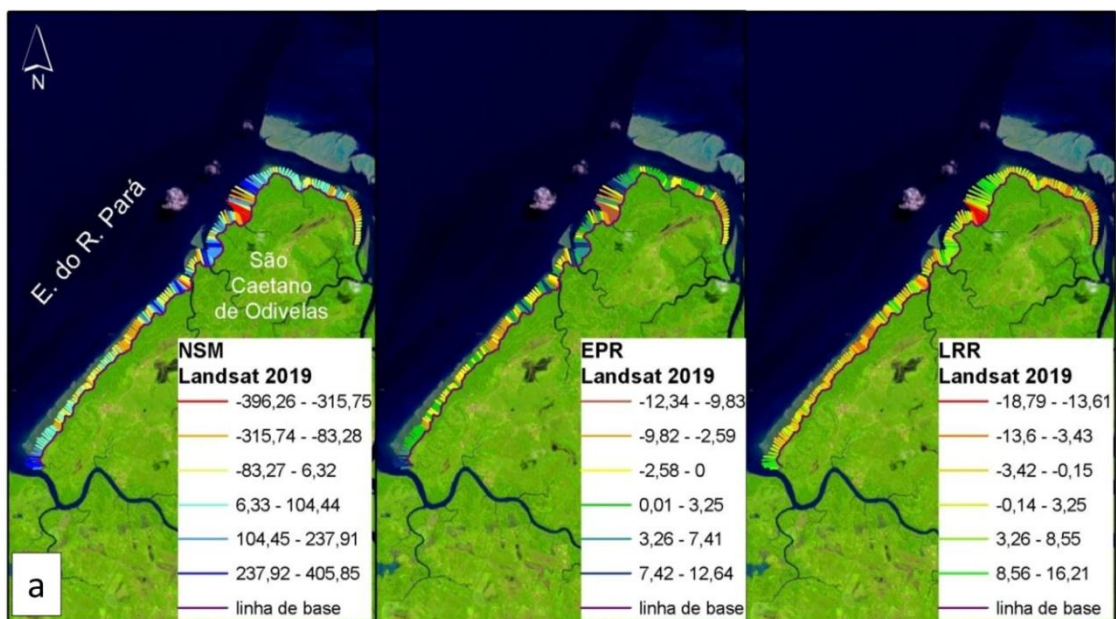 N
E. do R. Pará
São
Caetano
de Odivelas
NSM
Landsat 2019
-396,26 - -315,75
-315,74 - -83,28
-83,27 - 6,32
6,33 - 104,44
104,45 - 237,91
237,92 - 405,85
linha de base
a
EPR
Landsat 2019
-12,34 - -9,83
-9,82 - -2,59
-2,58 - 0
0,01 - 3,25
3,26 - 7,41
7,42 - 12,64
linha de base
LRR
Landsat 2019
-18,79 - -13,61
-13,6 - -3,43
-3,42 - -0,15
-0,14 - 3,25
3,26 - 8,55
8,56 - 16,21
linha de base